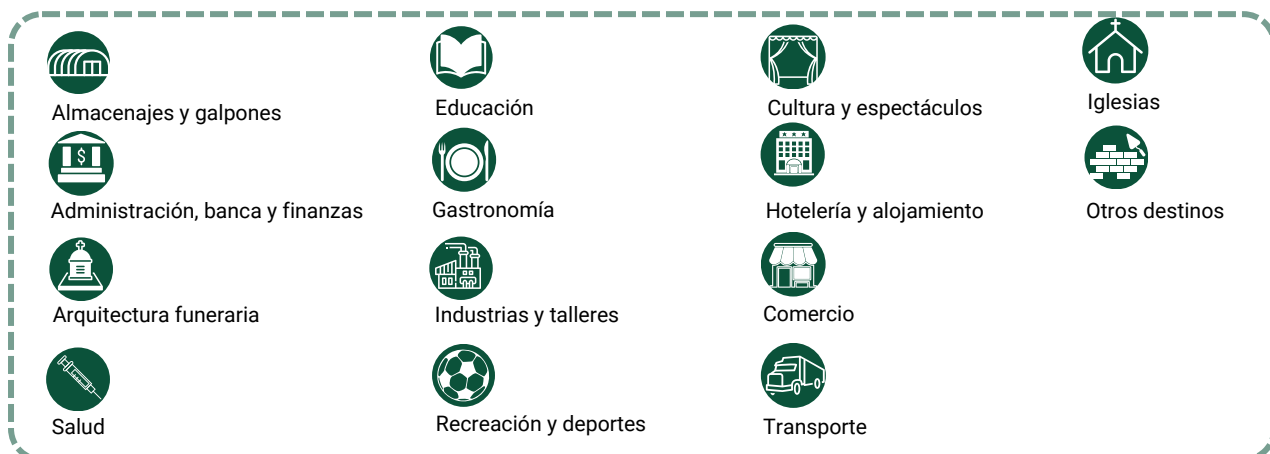 Almacenajes y galpones
Educación
Cultura y espectáculos
Iglesias
$
Administración, banca y finanzas
Gastronomía
Hotelería y alojamiento
Otros destinos
Arquitectura funeraria
Industrias y talleres
Comercio
Salud
Recreación y deportes
Transporte